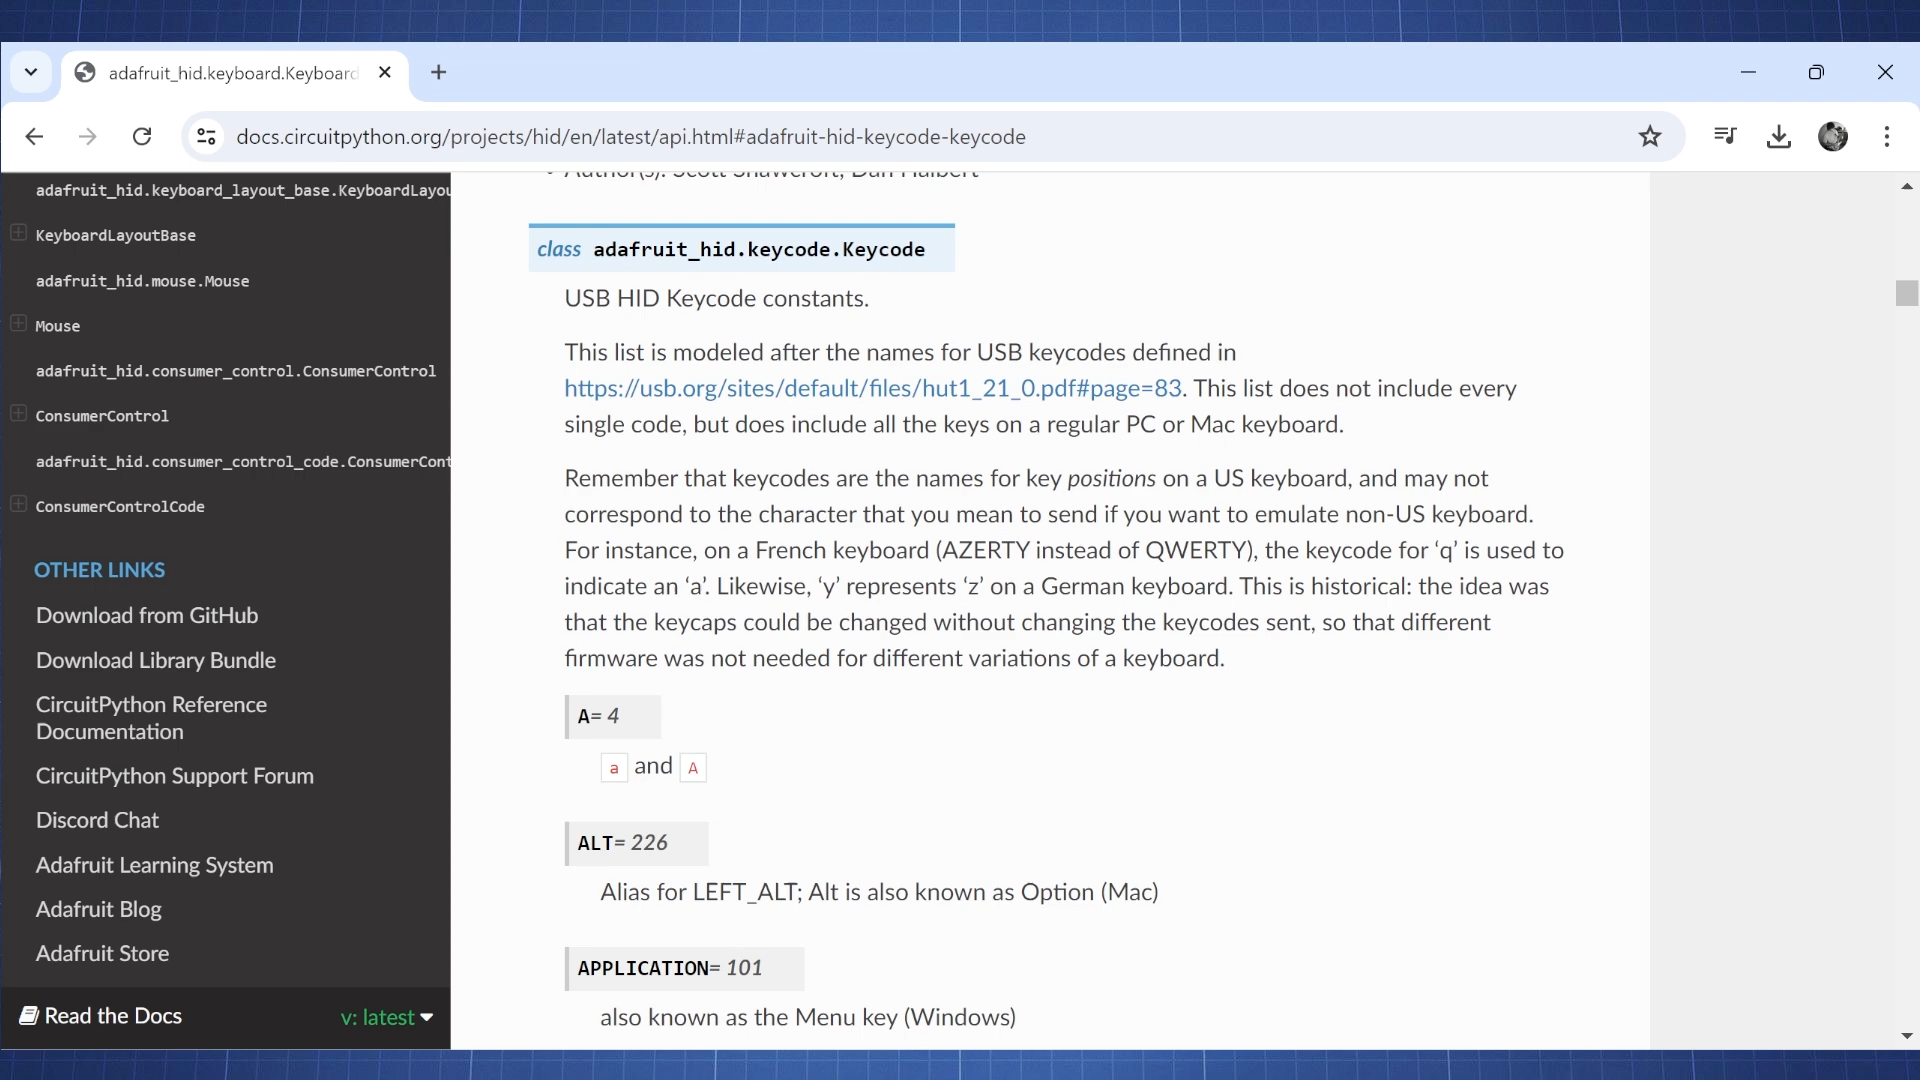 adafruit_hid.keyboard.Keyboard
docs.circuitpython.org/projects/hid/en/latest/api.html#adafruit-hid-keycode-keycode
adafruit_hid.keyboard_layout_base.KeyboardLayou
KeyboardLayoutBase
adafruit_hid.mouse.Mouse
Mouse
adafruit_hid.consumer_control.ConsumerControl
ConsumerControl
adafruit_hid.consumer_control_code.ConsumerCont
ConsumerControlCode
OTHER LINKS
Download from GitHub
Download Library Bundle
CircuitPython Reference
Documentation
CircuitPython Support Forum
Discord Chat
Adafruit Learning System
Adafruit Blog
Adafruit Store
Read the Docs
v: latest
Author(s): Scott Shawcroft, Dan Halbert
class adafruit_hid.keycode.Keycode
USB HID Keycode constants.
This list is modeled after the names for USB keycodes defined in
https://usb.org/sites/default/files/hut1_21_0.pdf#page=83. This list does not include every
single code, but does include all the keys on a regular PC or Mac keyboard.
Remember that keycodes are the names for key positions on a US keyboard, and may not
correspond to the character that you mean to send if you want to emulate non-US keyboard.
For instance, on a French keyboard (AZERTY instead of QWERTY), the keycode for ‘q’ is used to
indicate an ‘a’. Likewise, ‘y’ represents ‘z’ on a German keyboard. This is historical: the idea was
that the keycaps could be changed without changing the keycodes sent, so that different
firmware was not needed for different variations of a keyboard.
A= 4
a and A
ALT= 226
Alias for LEFT_ALT; Alt is also known as Option (Mac)
APPLICATION= 101
also known as the Menu key (Windows)